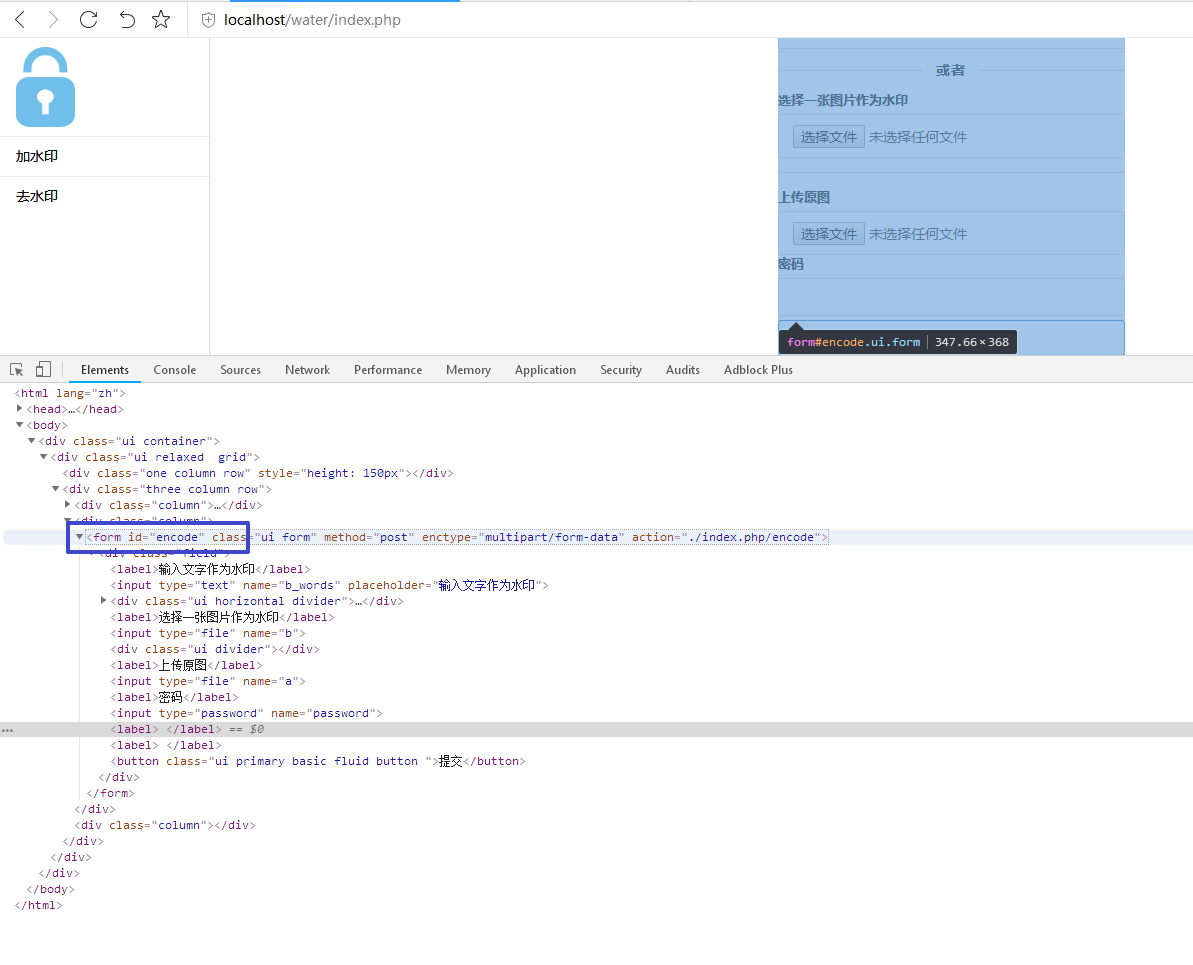 localhost/water/index.php
加水印
去水印
或者
选择一张图片作为水印
选择文件 未选择任何文件
上传原图
选择文件 未选择任何文件
密码
form#encode.ui.form 347.66×368
Elements Console Sources Network Performance Memory Application Security Audits Adblock Plus
<html lang="zh">
<head>…</head>
<body>
<div class="ui container">
<div class="ui relaxed  grid">
<div class="one column row" style="height: 150px"></div>
<div class="three column row">
<div class="column">…</div>
<div class="column">
<form id="encode" class="ui form" method="post" enctype="multipart/form-data" action="./index.php/encode">
<div class="field">
<label>输入文字作为水印</label>
<input type="text" name="b_words" placeholder="输入文字作为水印">
<div class="ui horizontal divider">…</div>
<label>选择一张图片作为水印</label>
<input type="file" name="b">
<div class="ui divider"></div>
<label>上传原图</label>
<input type="file" name="a">
<label>密码</label>
<input type="password" name="password">
… <label> </label> == $0
<label> </label>
<button class="ui primary basic fluid button ">提交</button>
</div>
</form>
</div>
<div class="column"></div>
</div>
</div>
</div>
</body>
</html>